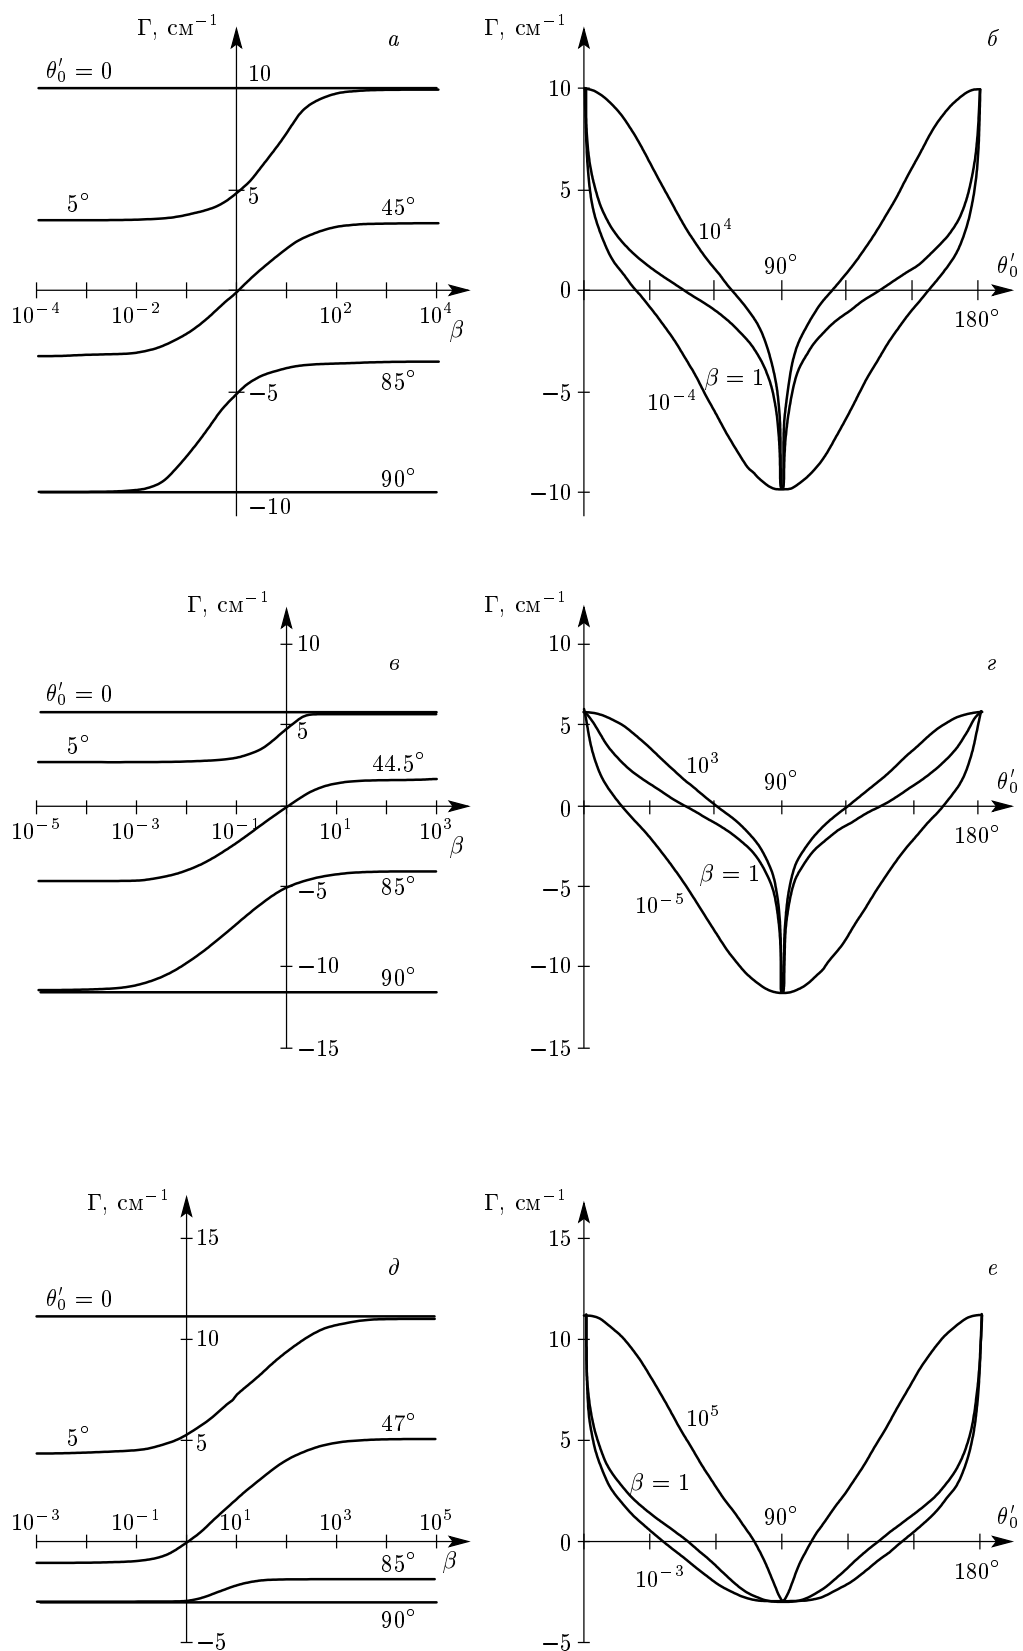 Γ, см⁻¹
а
θ′₀ = 0
10
5°
5
45°
10⁻⁴
10⁻²
10²
10⁴
β
85°
−5
90°
−10
Γ, см⁻¹
б
10
5
10⁴
90°
θ′₀
0
180°
β = 1
−5
10⁻⁴
−10
Γ, см⁻¹
в
10
θ′₀ = 0
5
5°
44.5°
10⁻⁵
10⁻³
10⁻¹
10¹
10³
β
85°
−5
−10
90°
−15
Γ, см⁻¹
г
10
5
10³
90°
θ′₀
0
180°
β = 1
−5
10⁻⁵
−10
−15
Γ, см⁻¹
д
15
θ′₀ = 0
10
5°
5
47°
10⁻³
10⁻¹
10¹
10³
10⁵
β
85°
90°
−5
Γ, см⁻¹
е
15
10
10⁵
5
β = 1
90°
θ′₀
0
10⁻³
180°
−5